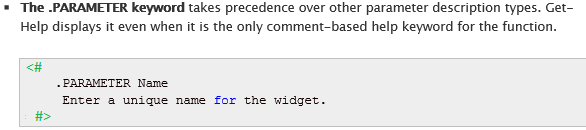 ▪ The .PARAMETER keyword takes precedence over other parameter description types. Get-
Help displays it even when it is the only comment-based help keyword for the function.
<#
.PARAMETER Name
Enter a unique name for the widget.
#>